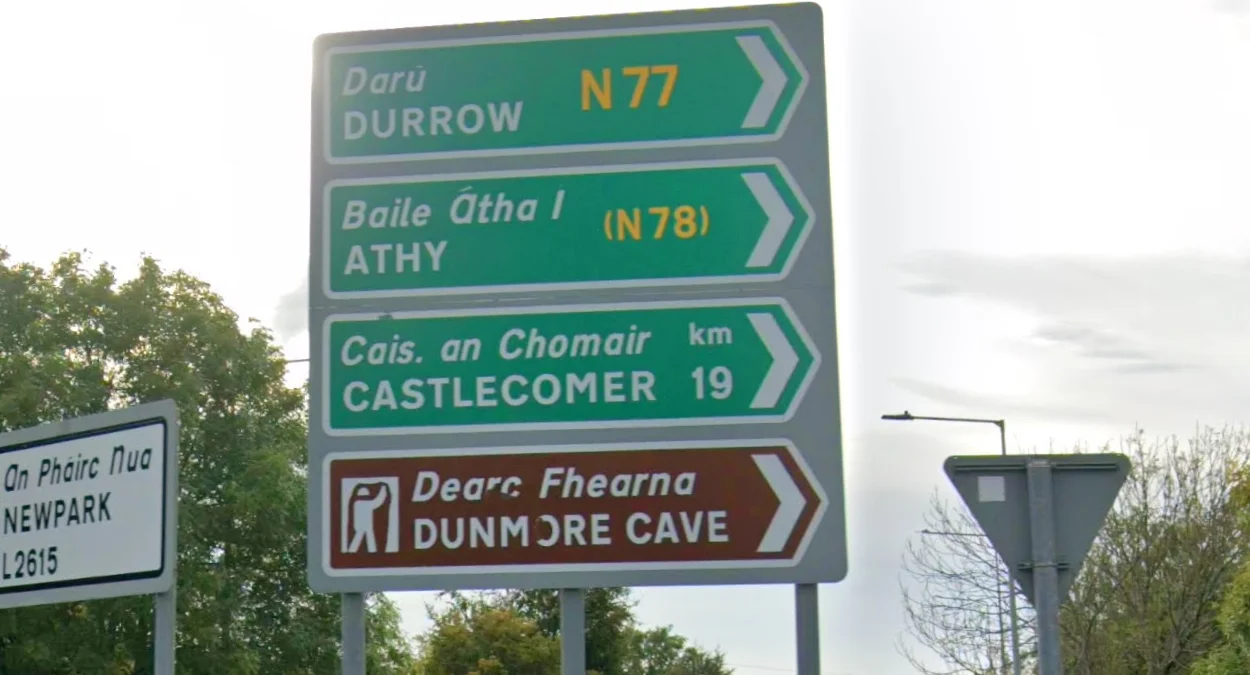 Darú
DURROW
N77
Baile Átha Í
ATHY
(N78)
Cais. an Chomair
CASTLECOMER
km
19
Dearc Fhearna
DUNMORE CAVE
An Pháirc Nua
NEWPARK
L2615